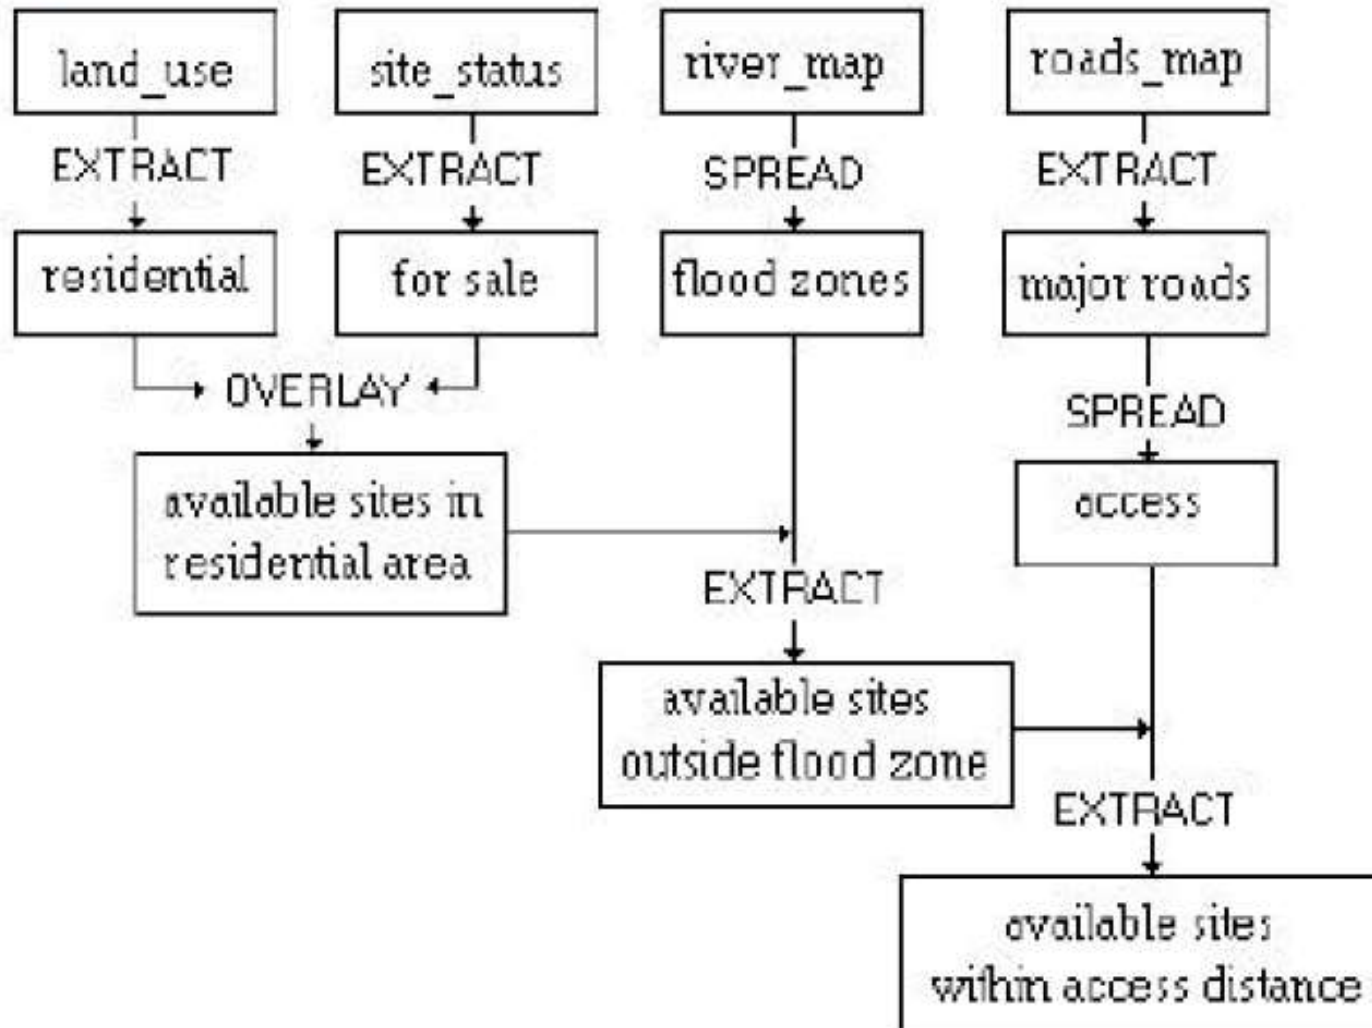 land_use
site_status
river_map
roads_map
EXTRACT
EXTRACT
SPREAD
EXTRACT
residential
for sale
flood zones
major roads
OVERLAY
SPREAD
available sites in
residential area
access
EXTRACT
available sites
outside flood zone
EXTRACT
available sites
within access distance